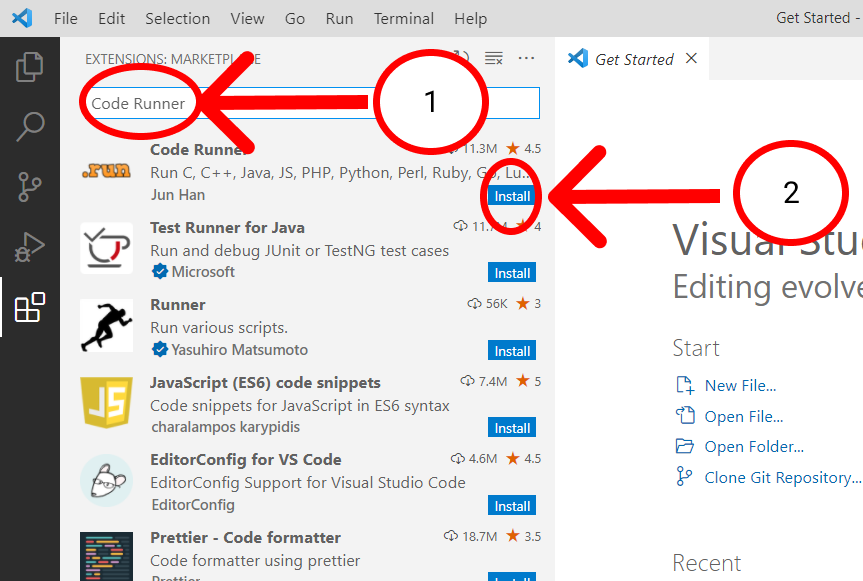 File Edit Selection View Go Run Terminal Help
Get Started -
EXTENSIONS: MARKETPLACE
Code Runner
1
Code Runner
11.3M 4.5
Run C, C++, Java, JS, PHP, Python, Perl, Ruby, Go, Lu...
Jun Han
Install
2
.run
Test Runner for Java
11.7M 4
Run and debug JUnit or TestNG test cases
Microsoft
Install
Runner
56K 3
Run various scripts.
Yasuhiro Matsumoto
Install
JS
JavaScript (ES6) code snippets
7.4M 5
Code snippets for JavaScript in ES6 syntax
charalampos karypidis
Install
EditorConfig for VS Code
4.6M 4.5
EditorConfig Support for Visual Studio Code
EditorConfig
Install
Prettier - Code formatter
18.7M 3.5
Code formatter using prettier
Prettier
Install
Get Started
Visual Stu
Editing evolve
Start
New File...
Open File...
Open Folder...
Clone Git Repository...
Recent